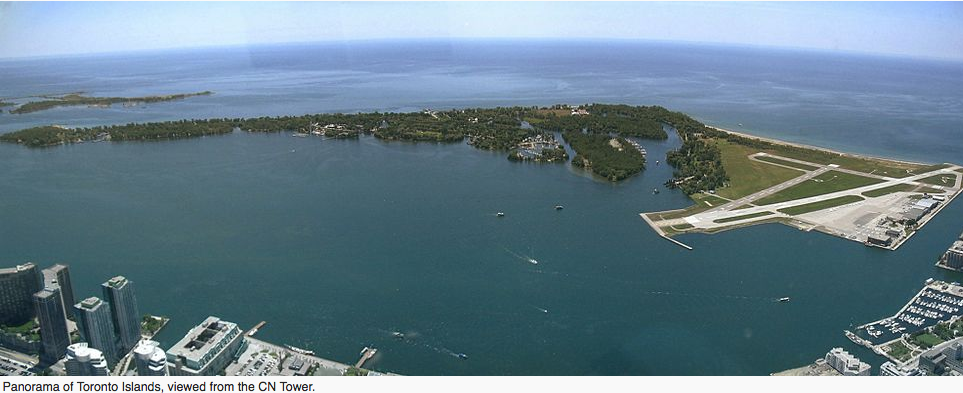 Panorama of Toronto Islands, viewed from the CN Tower.